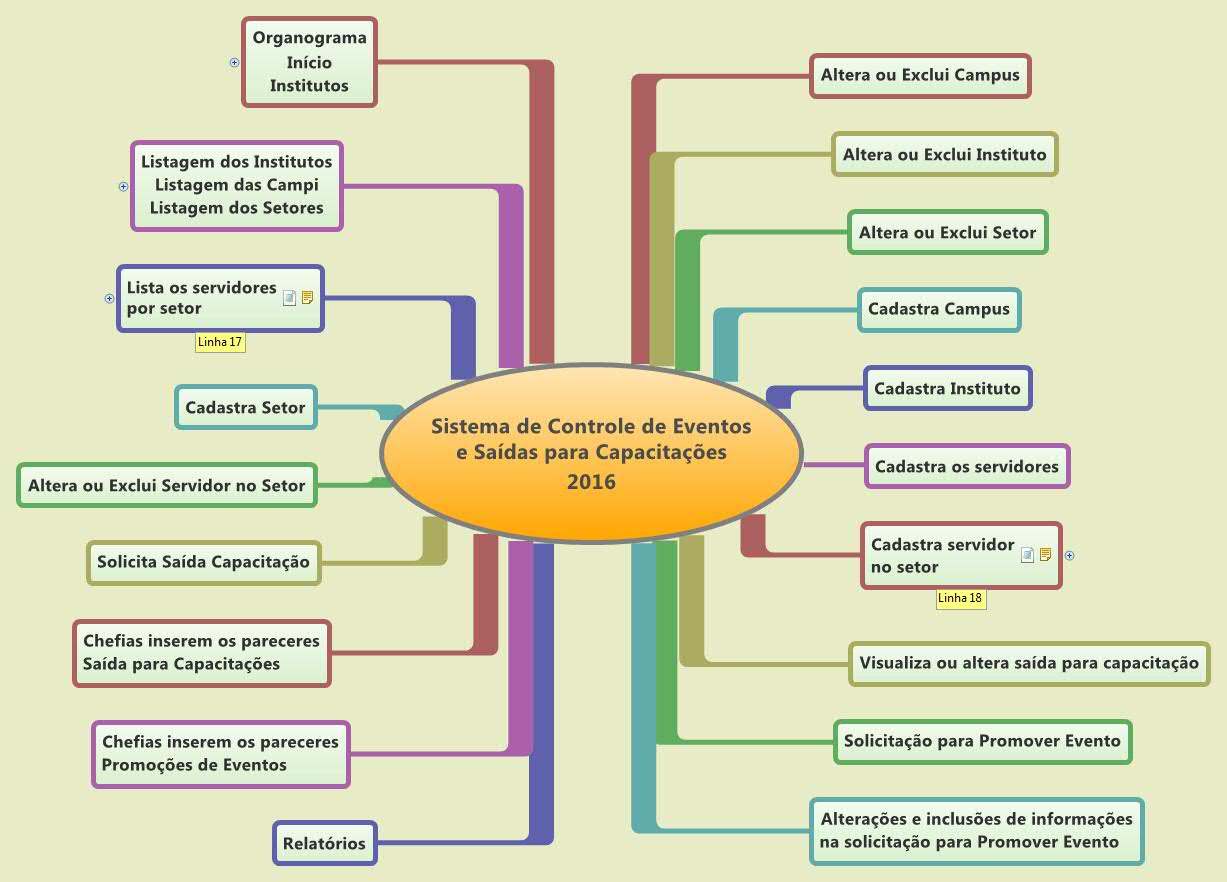 Organograma
Início
Institutos
Listagem dos Institutos
Listagem das Campi
Listagem dos Setores
Lista os servidores
por setor
Linha 17
Cadastra Setor
Altera ou Exclui Servidor no Setor
Solicita Saída Capacitação
Chefias inserem os pareceres
Saída para Capacitações
Chefias inserem os pareceres
Promoções de Eventos
Relatórios
Sistema de Controle de Eventos
e Saídas para Capacitações
2016
Altera ou Exclui Campus
Altera ou Exclui Instituto
Altera ou Exclui Setor
Cadastra Campus
Cadastra Instituto
Cadastra os servidores
Cadastra servidor
no setor
Linha 18
Visualiza ou altera saída para capacitação
Solicitação para Promover Evento
Alterações e inclusões de informações
na solicitação para Promover Evento